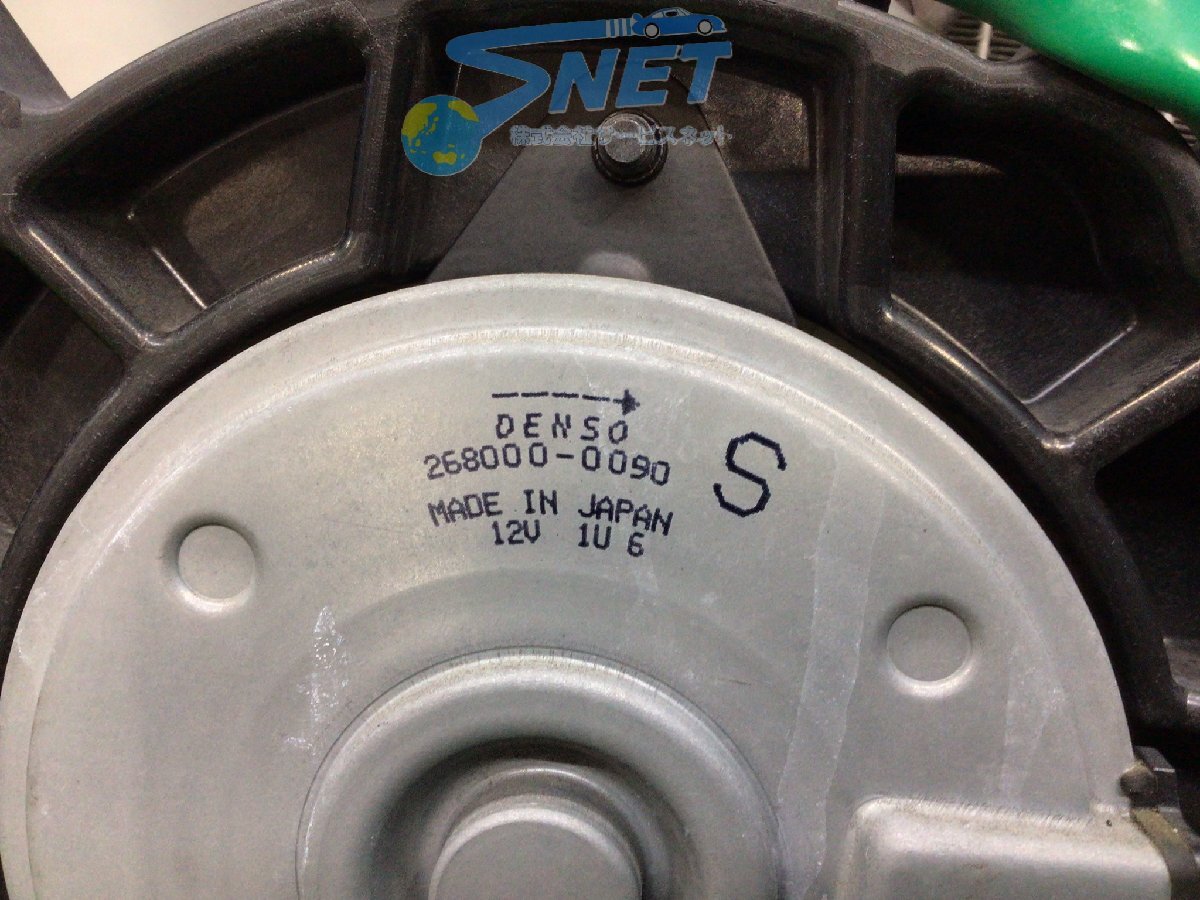 SNET
株式会社サービスネット
DENSO
268000-0090
S
MADE IN JAPAN
12V 1U 6